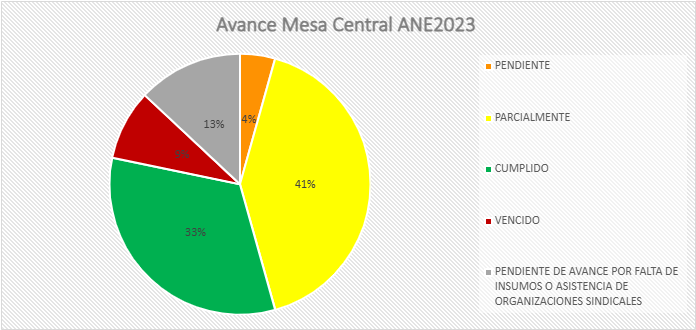 Avance Mesa Central ANE2023
4%
41%
33%
9%
13%
PENDIENTE
PARCIALMENTE
CUMPLIDO
VENCIDO
PENDIENTE DE AVANCE POR FALTA DE
INSUMOS O ASISTENCIA DE
ORGANIZACIONES SINDICALES